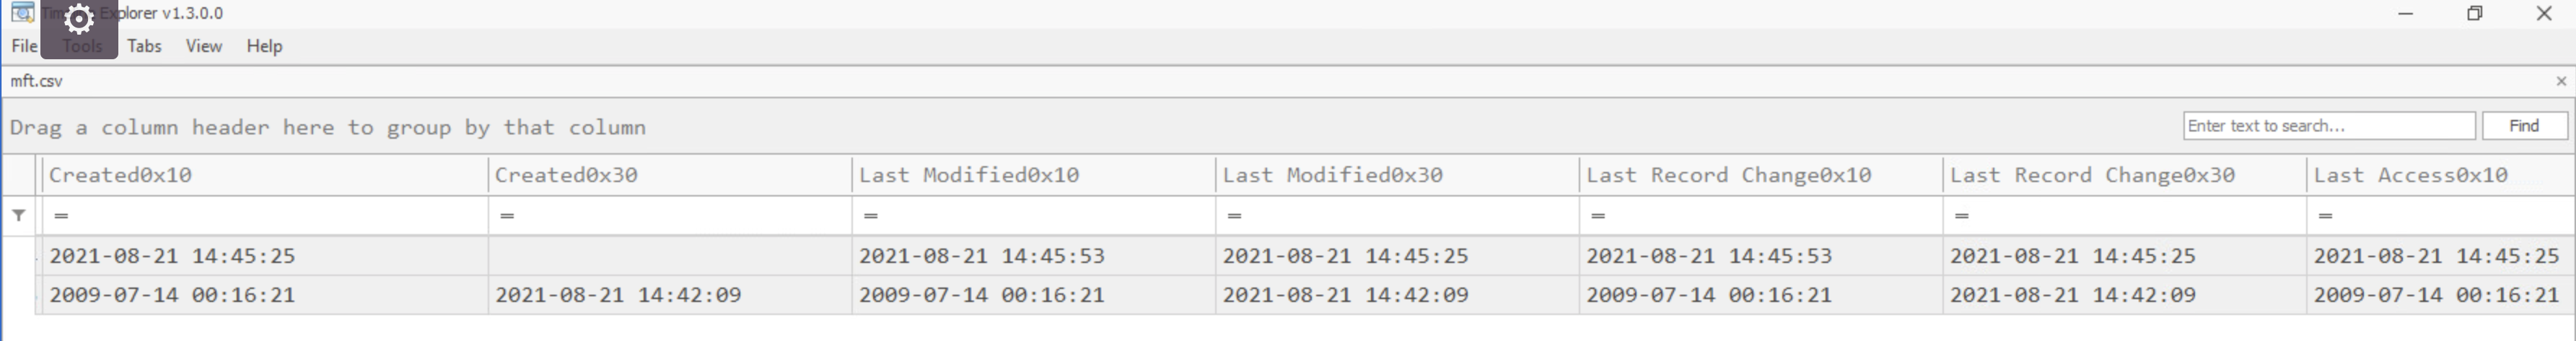 Explorer v1.3.0.0
File Tools Tabs View Help
mft.csv
Drag a column header here to group by that column
Enter text to search... Find
Created0x10 Created0x30 Last Modified0x10 Last Modified0x30 Last Record Change0x10 Last Record Change0x30 Last Access0x10
= = = = = = =
2021-08-21 14:45:25 2021-08-21 14:45:53 2021-08-21 14:45:25 2021-08-21 14:45:53 2021-08-21 14:45:25 2021-08-21 14:45:25
2009-07-14 00:16:21 2021-08-21 14:42:09 2009-07-14 00:16:21 2021-08-21 14:42:09 2009-07-14 00:16:21 2021-08-21 14:42:09 2009-07-14 00:16:21